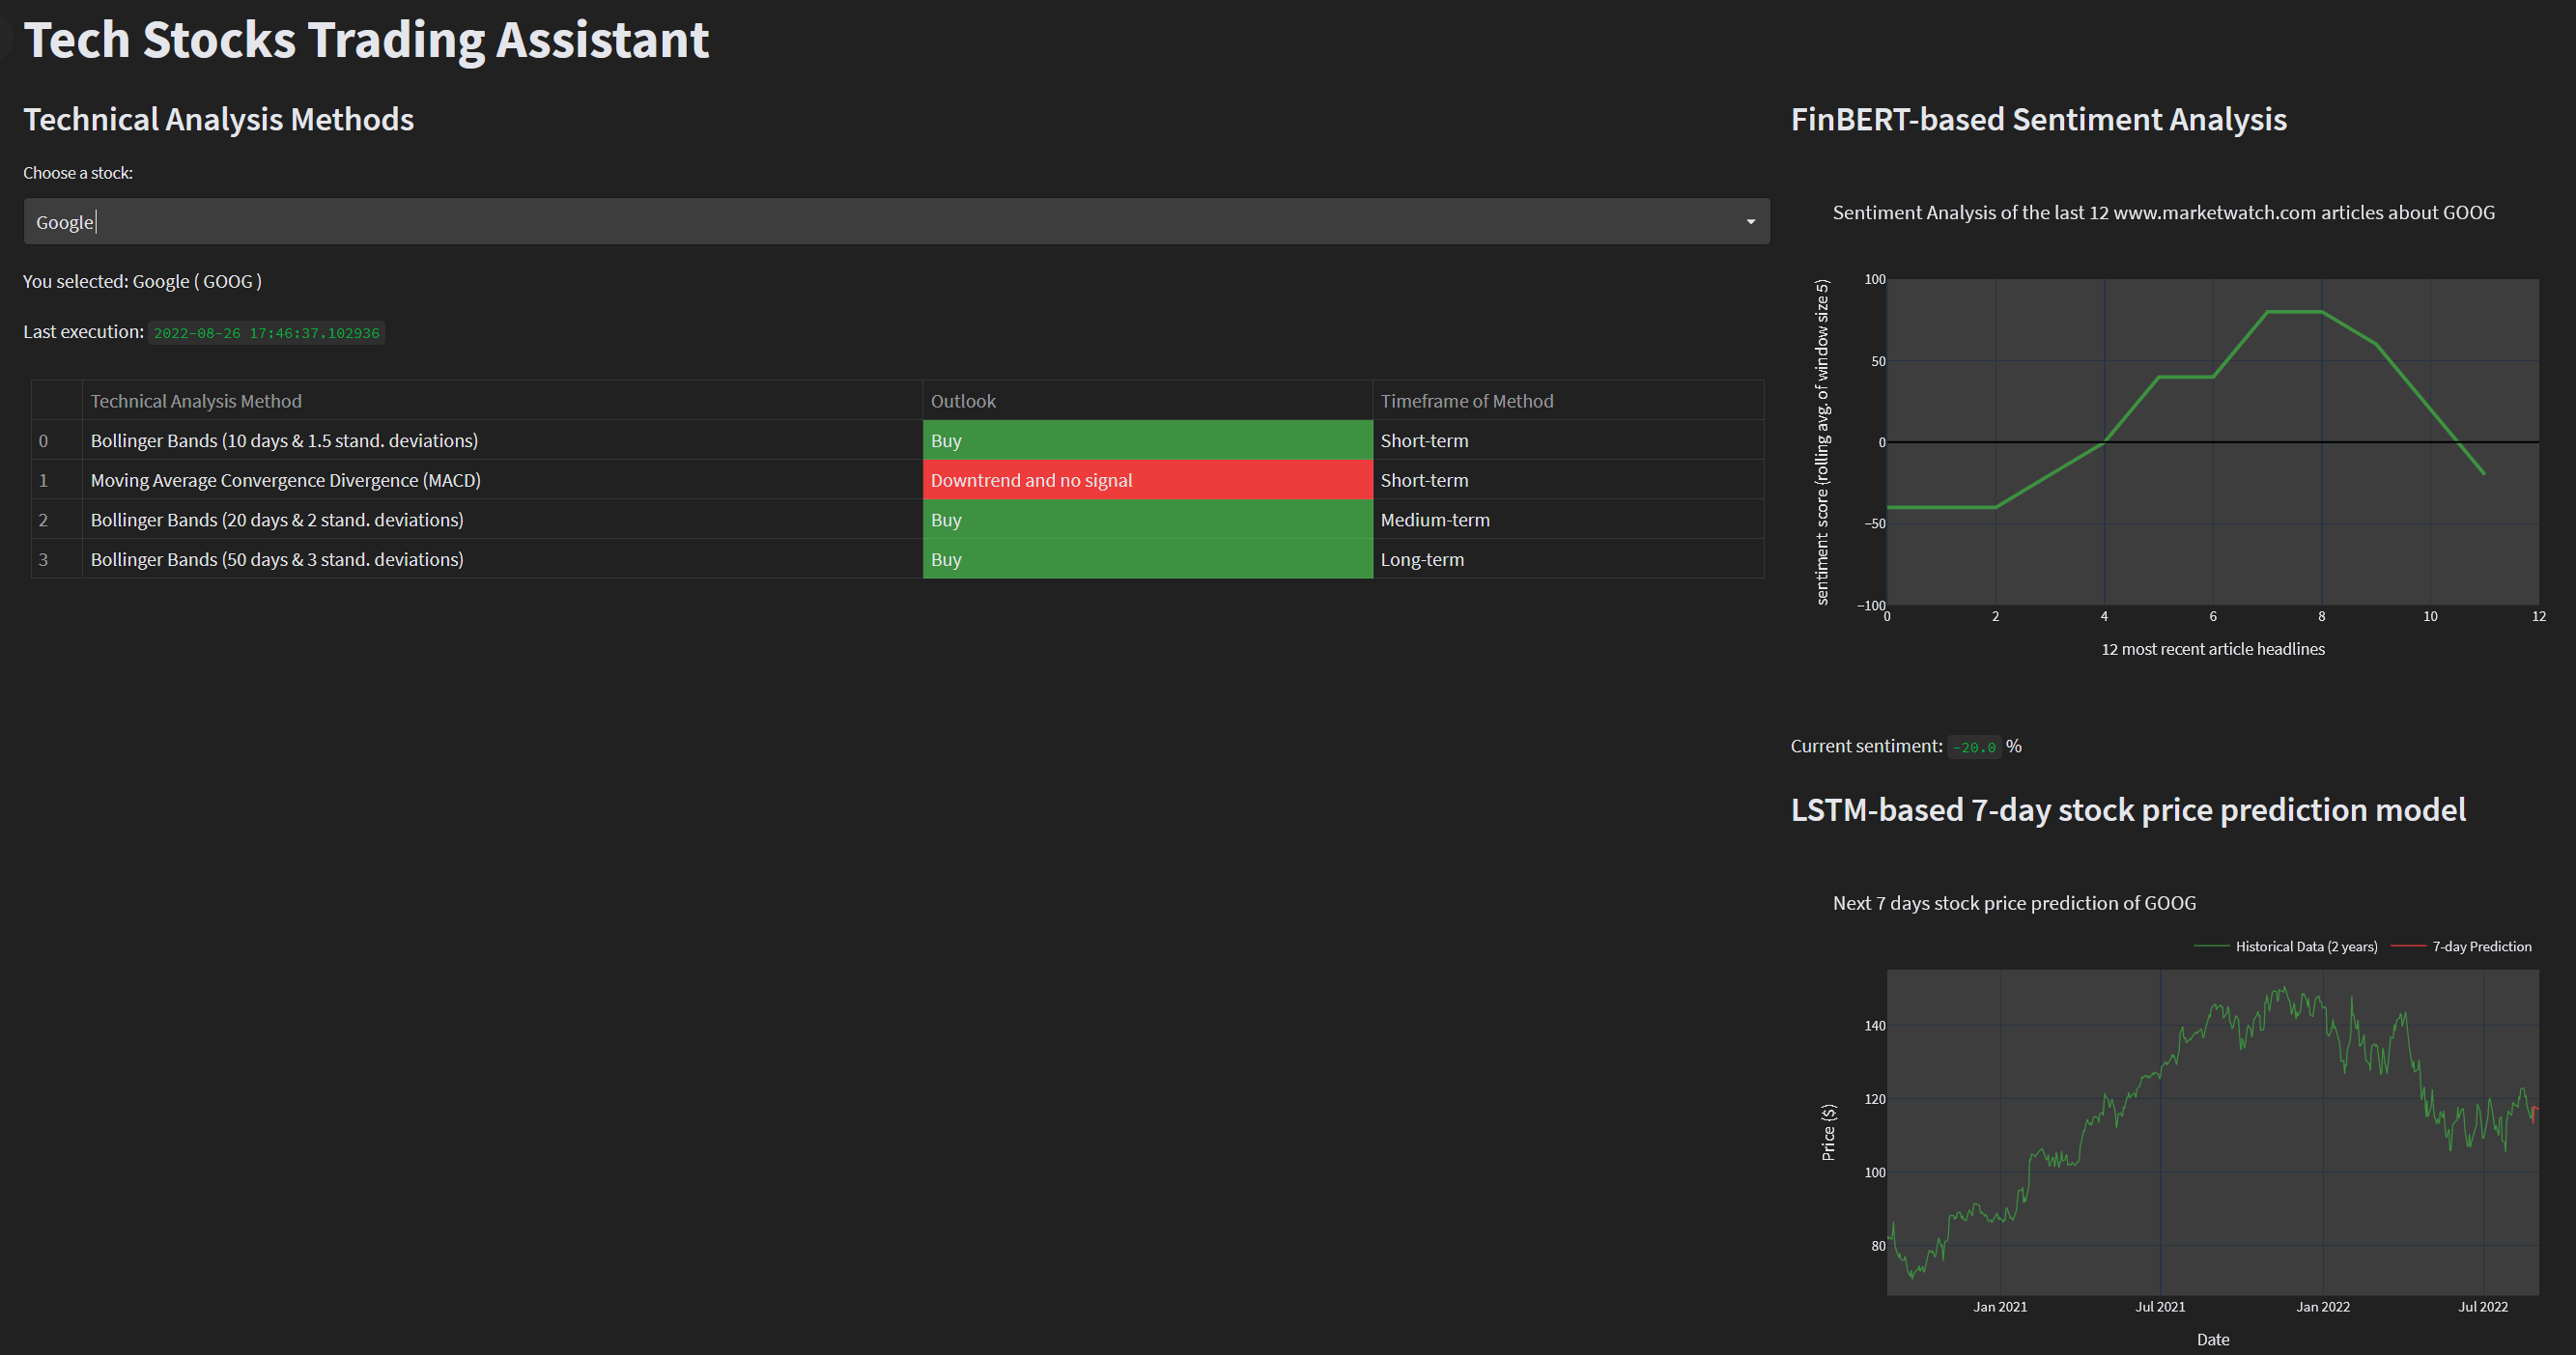 Tech Stocks Trading Assistant
Technical Analysis Methods
Choose a stock:
Google
You selected: Google ( GOOG )
Last execution: 2022-08-26 17:46:37.102936
Technical Analysis Method Outlook Timeframe of Method
0 Bollinger Bands (10 days & 1.5 stand. deviations) Buy Short-term
1 Moving Average Convergence Divergence (MACD) Downtrend and no signal Short-term
2 Bollinger Bands (20 days & 2 stand. deviations) Buy Medium-term
3 Bollinger Bands (50 days & 3 stand. deviations) Buy Long-term
FinBERT-based Sentiment Analysis
Sentiment Analysis of the last 12 www.marketwatch.com articles about GOOG
sentiment score (rolling avg. of window size 5)
100
50
0
−50
−100
0 2 4 6 8 10 12
12 most recent article headlines
Current sentiment: -20.0 %
LSTM-based 7-day stock price prediction model
Next 7 days stock price prediction of GOOG
Historical Data (2 years) 7-day Prediction
Price ($)
140
120
100
80
Jan 2021 Jul 2021 Jan 2022 Jul 2022
Date